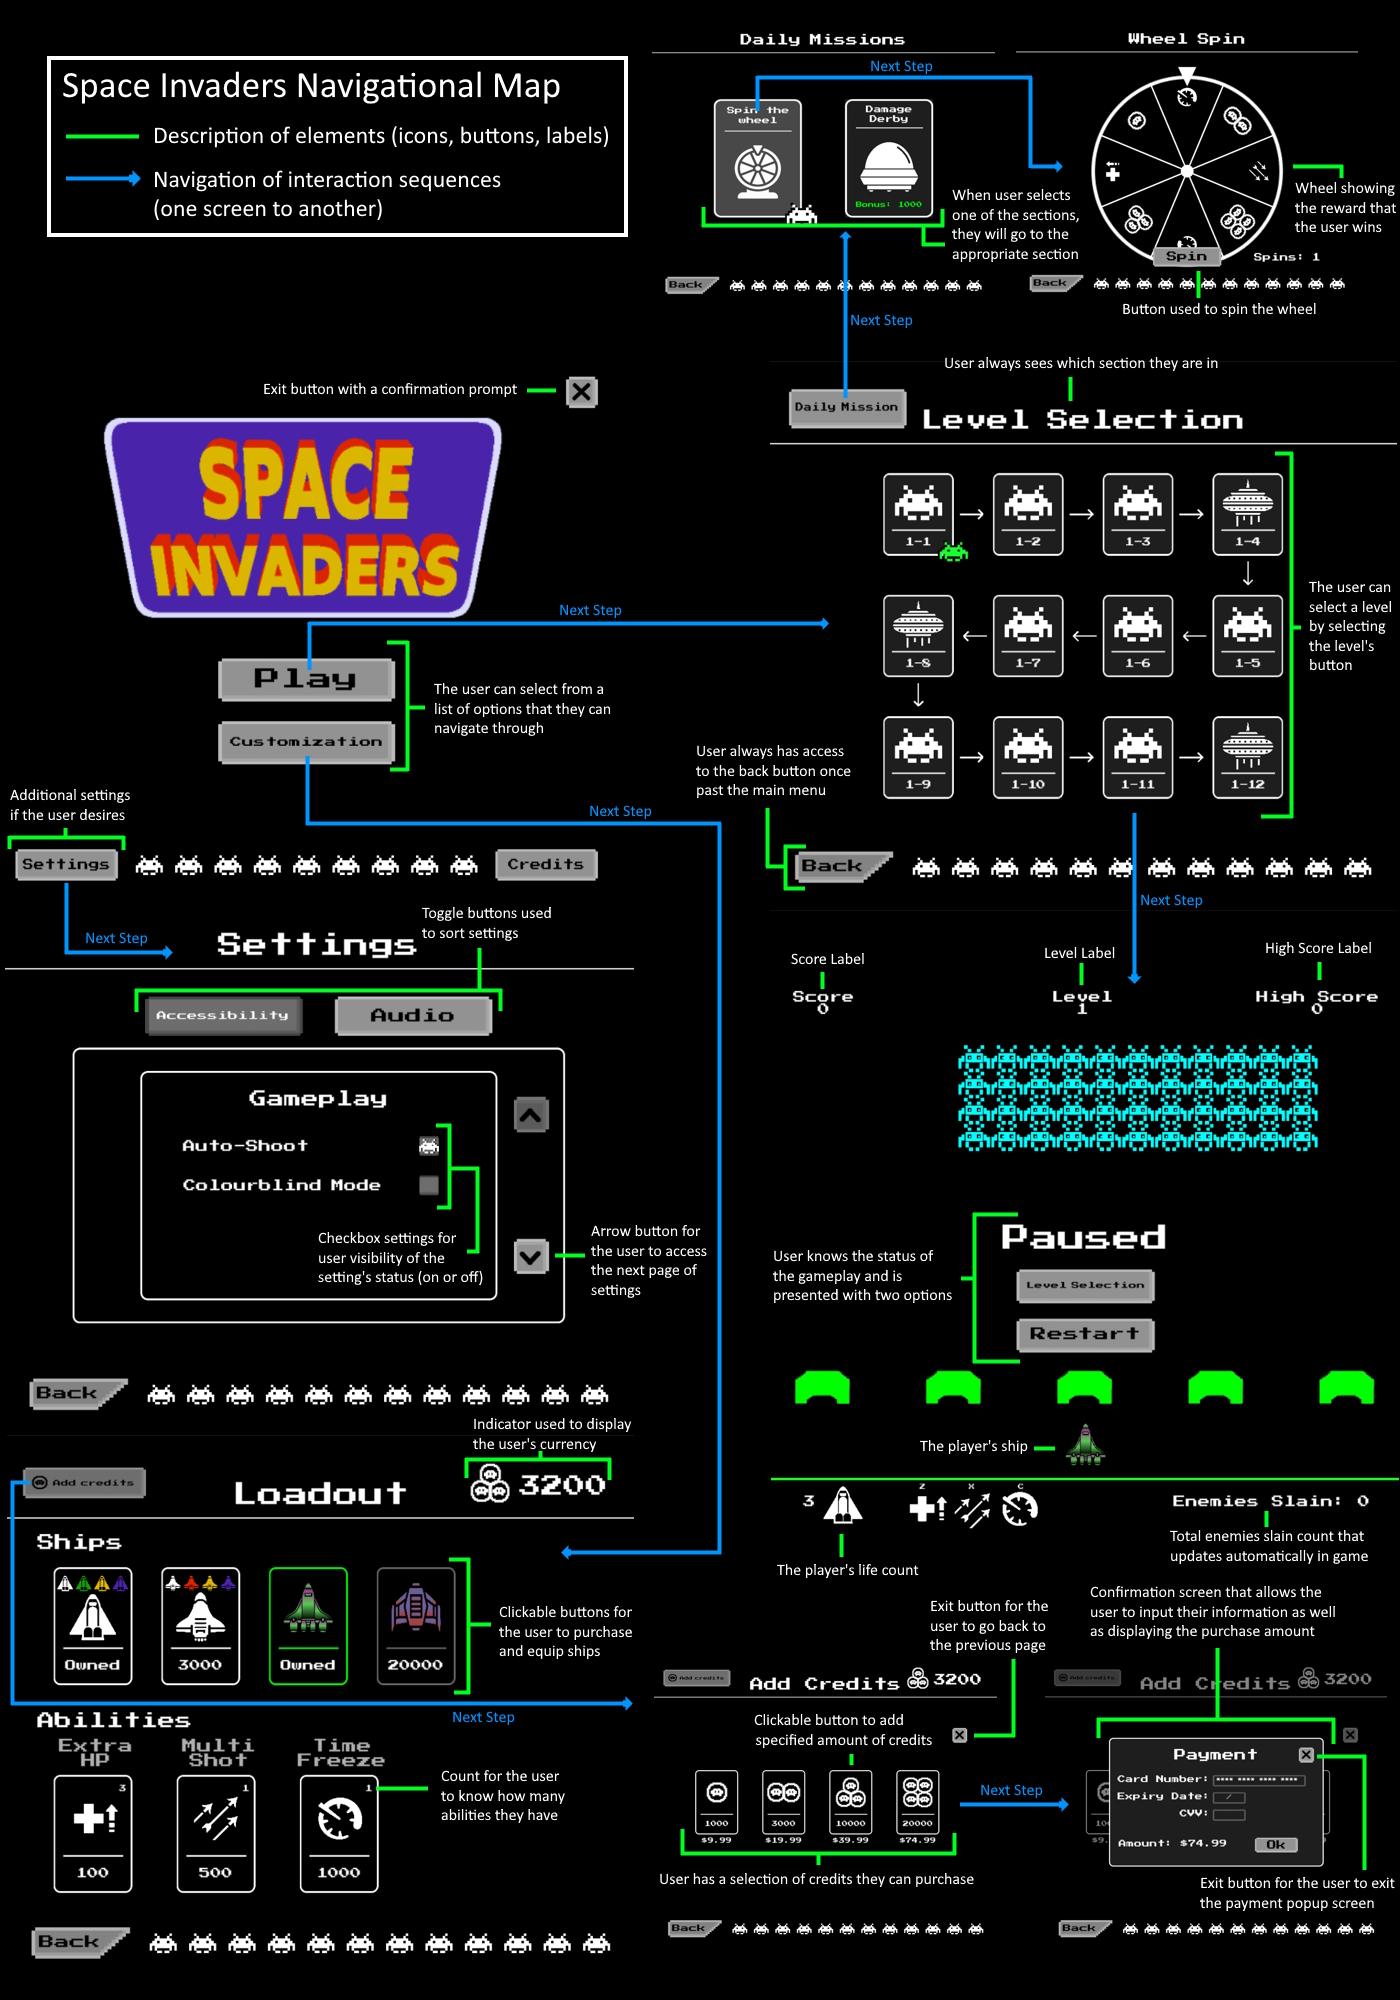 Space Invaders Navigational Map
Description of elements (icons, buttons, labels)
Navigation of interaction sequences
(one screen to another)
Daily Missions
Next Step
Spin the
wheel
Damage
Derby
Bonus: 1000
When user selects
one of the sections,
they will go to the
appropriate section
Back
Next Step
Wheel Spin
Wheel showing
the reward that
the user wins
Spin
Spins: 1
Back
Button used to spin the wheel
Exit button with a confirmation prompt
SPACE
INVADERS
Next Step
Play
Customization
The user can select from a
list of options that they can
navigate through
Next Step
Additional settings
if the user desires
Settings
Credits
Next Step
User always sees which section they are in
Daily Mission
Level Selection
1-1
1-2
1-3
1-4
1-8
1-7
1-6
1-5
1-9
1-10
1-11
1-12
The user can
select a level
by selecting
the level's
button
User always has access
to the back button once
past the main menu
Back
Next Step
Settings
Toggle buttons used
to sort settings
Accessibility
Audio
Gameplay
Auto-Shoot
Colourblind Mode
Checkbox settings for
user visibility of the
setting's status (on or off)
Arrow button for
the user to access
the next page of
settings
Back
Score Label
Score
0
Level Label
Level
1
High Score Label
High Score
0
Paused
Level Selection
Restart
User knows the status of
the gameplay and is
presented with two options
The player's ship
3
Z
X
C
Enemies Slain: 0
The player's life count
Total enemies slain count that
updates automatically in game
Indicator used to display
the user's currency
Add credits
Loadout
3200
Ships
Owned
3000
Owned
20000
Clickable buttons for
the user to purchase
and equip ships
Next Step
Abilities
Extra
HP
Multi
Shot
Time
Freeze
3
1
1
100
500
1000
Count for the user
to know how many
abilities they have
Back
Exit button for the
user to go back to
the previous page
Add credits
Add Credits
3200
Clickable button to add
specified amount of credits
1000
3000
10000
20000
$9.99
$19.99
$39.99
$74.99
User has a selection of credits they can purchase
Back
Next Step
Confirmation screen that allows the
user to input their information as well
as displaying the purchase amount
Add credits
Add Credits
3200
Payment
Card Number: **** **** **** ****
Expiry Date: /
CVV:
Amount: $74.99
Ok
Exit button for the user to exit
the payment popup screen
Back